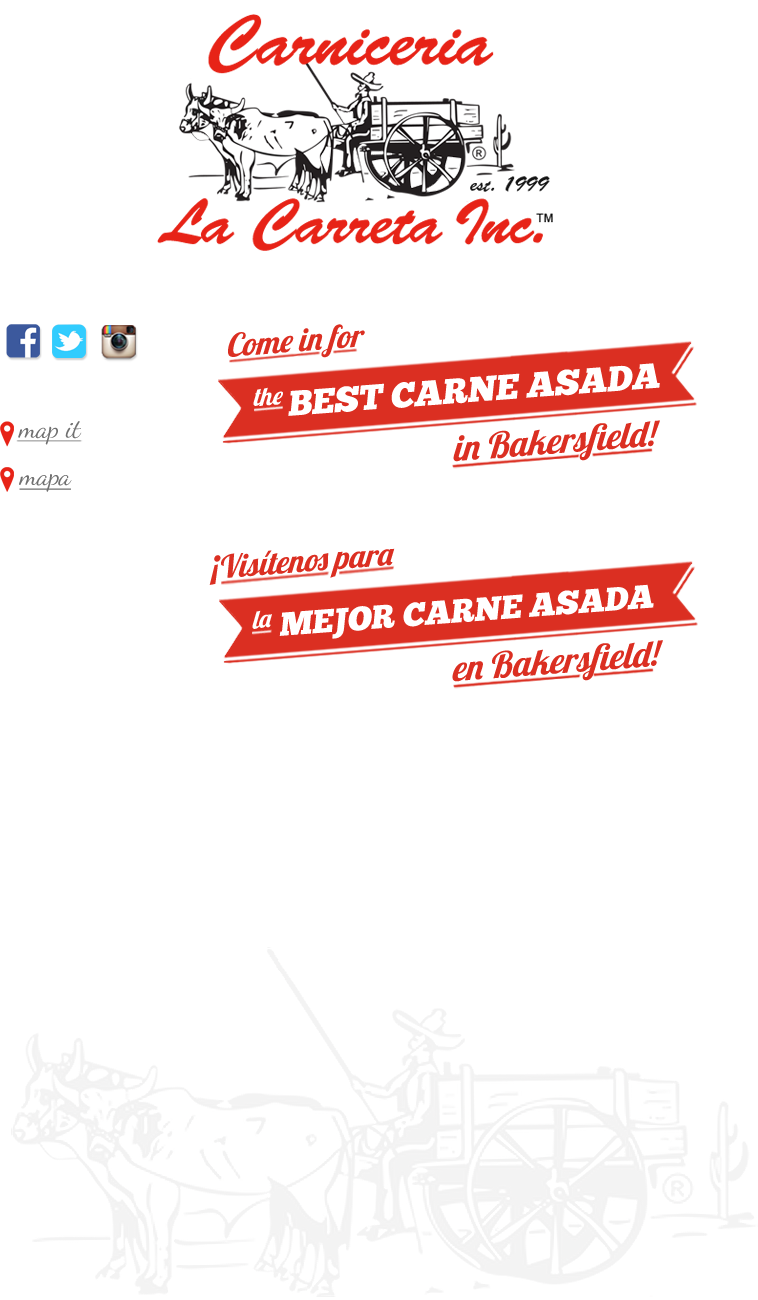 Carniceria
®
est. 1999
La Carreta Inc.™
Come in for
the BEST CARNE ASADA
in Bakersfield!
map it
mapa
¡Visítenos para
la MEJOR CARNE ASADA
en Bakersfield!
®